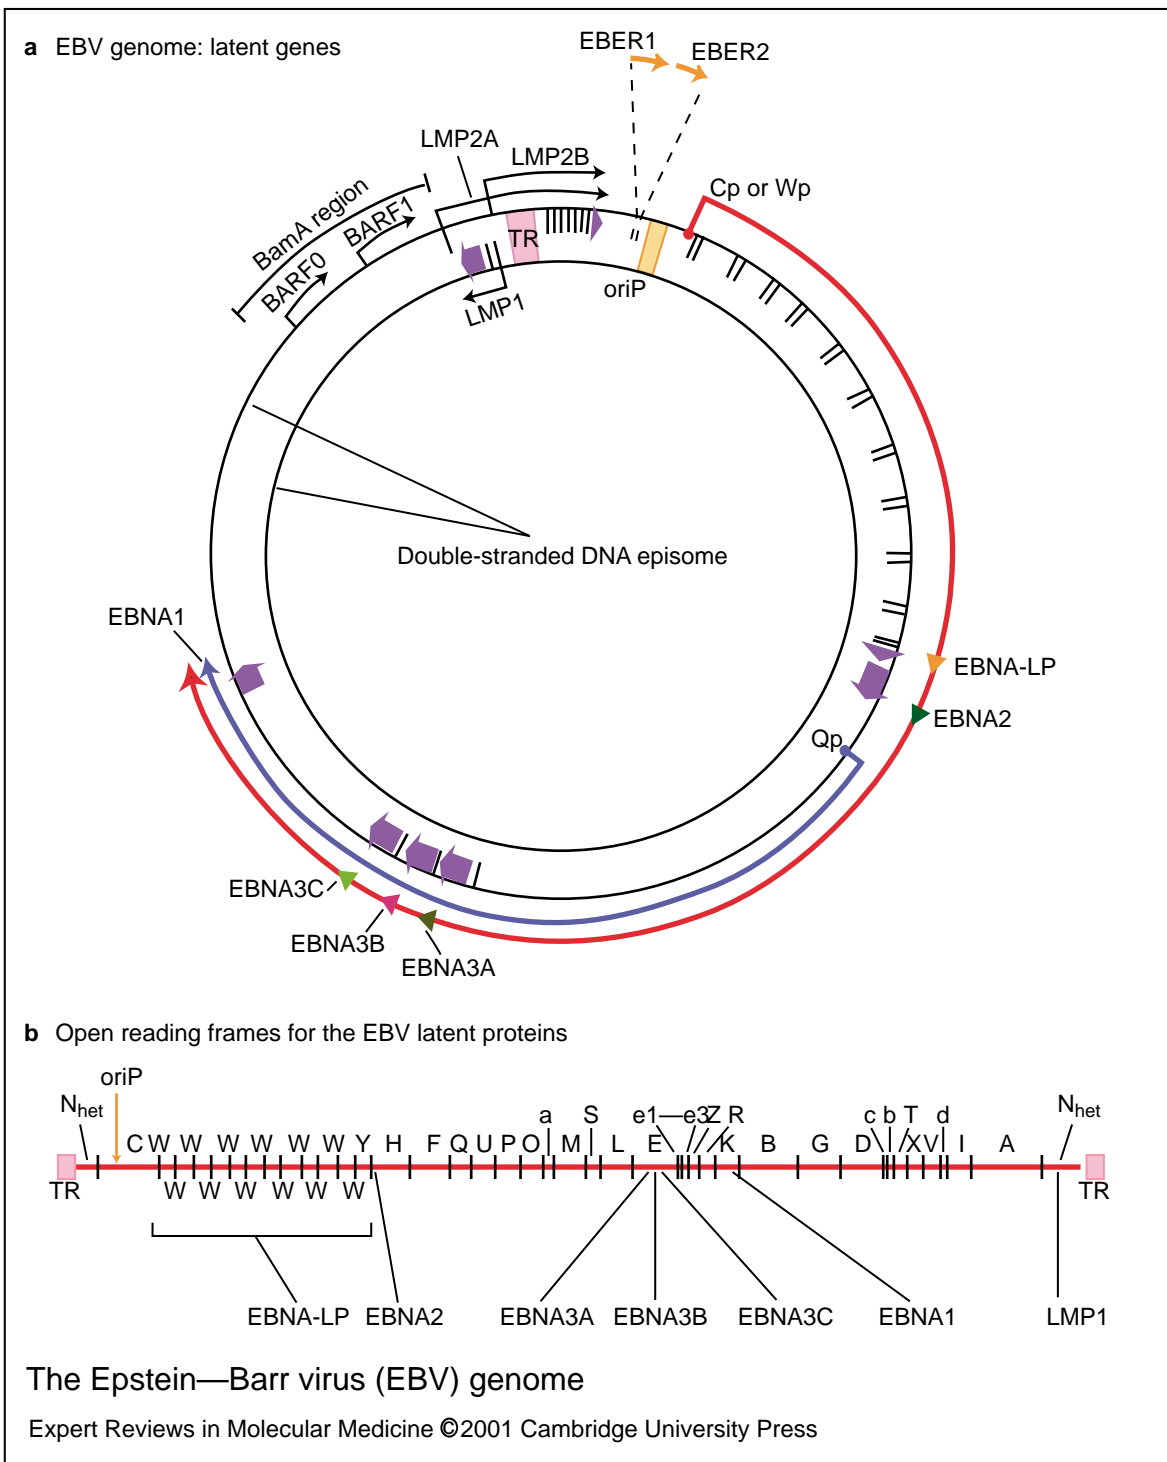 a EBV genome: latent genes
EBER1
EBER2
LMP2A
LMP2B
Cp or Wp
BamA region
BARF1
BARF0
TR
oriP
LMP1
Double-stranded DNA episome
EBNA1
EBNA-LP
EBNA2
Qp
EBNA3C
EBNA3B
EBNA3A
b Open reading frames for the EBV latent proteins
oriP
Nhet a S e1—e3 Z R c b T d Nhet
C W W W W W W Y H F Q U P O M L E K B G D X V I A
TR W W W W W W TR
EBNA-LP EBNA2 EBNA3A EBNA3B EBNA3C EBNA1 LMP1
The Epstein—Barr virus (EBV) genome
Expert Reviews in Molecular Medicine ©2001 Cambridge University Press